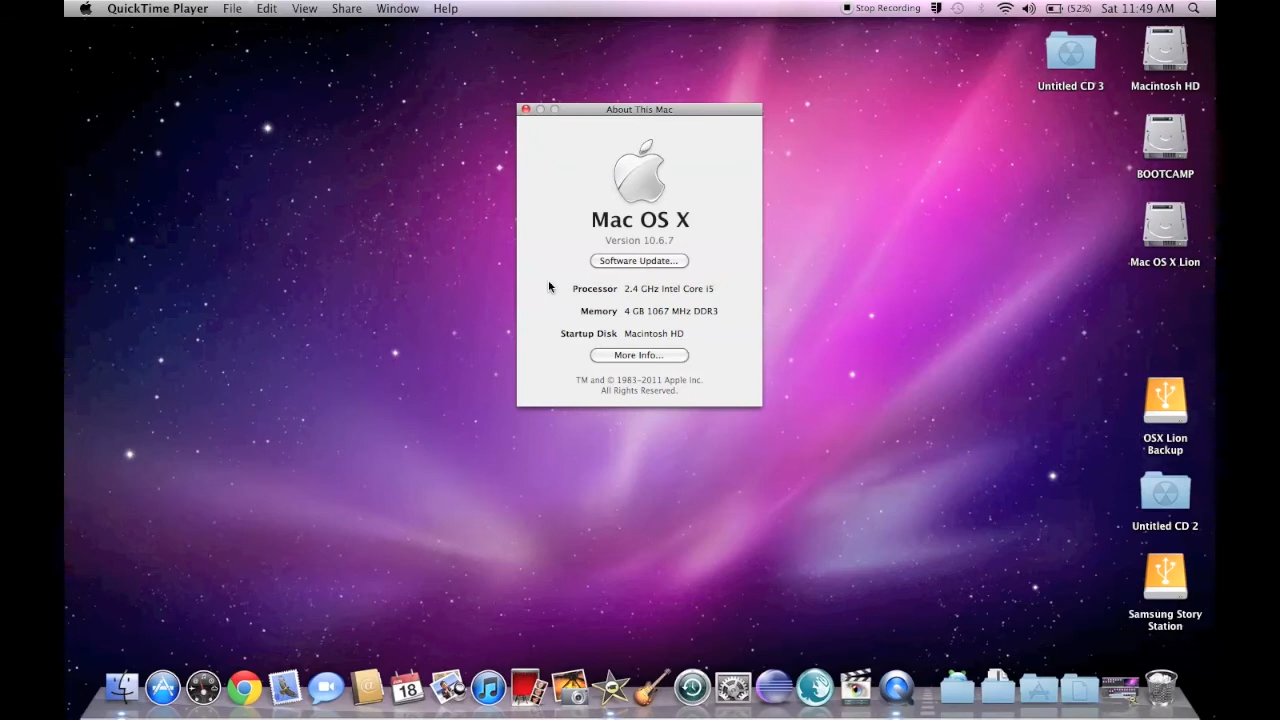 QuickTime Player File Edit View Share Window Help Stop Recording (52%) Sat 11:49 AM
Untitled CD 3
Macintosh HD
BOOTCAMP
Mac OS X Lion
OSX Lion
Backup
Untitled CD 2
Samsung Story
Station
About This Mac
Mac OS X
Version 10.6.7
Software Update...
Processor 2.4 GHz Intel Core i5
Memory 4 GB 1067 MHz DDR3
Startup Disk Macintosh HD
More Info...
TM and © 1983-2011 Apple Inc.
All Rights Reserved.
18